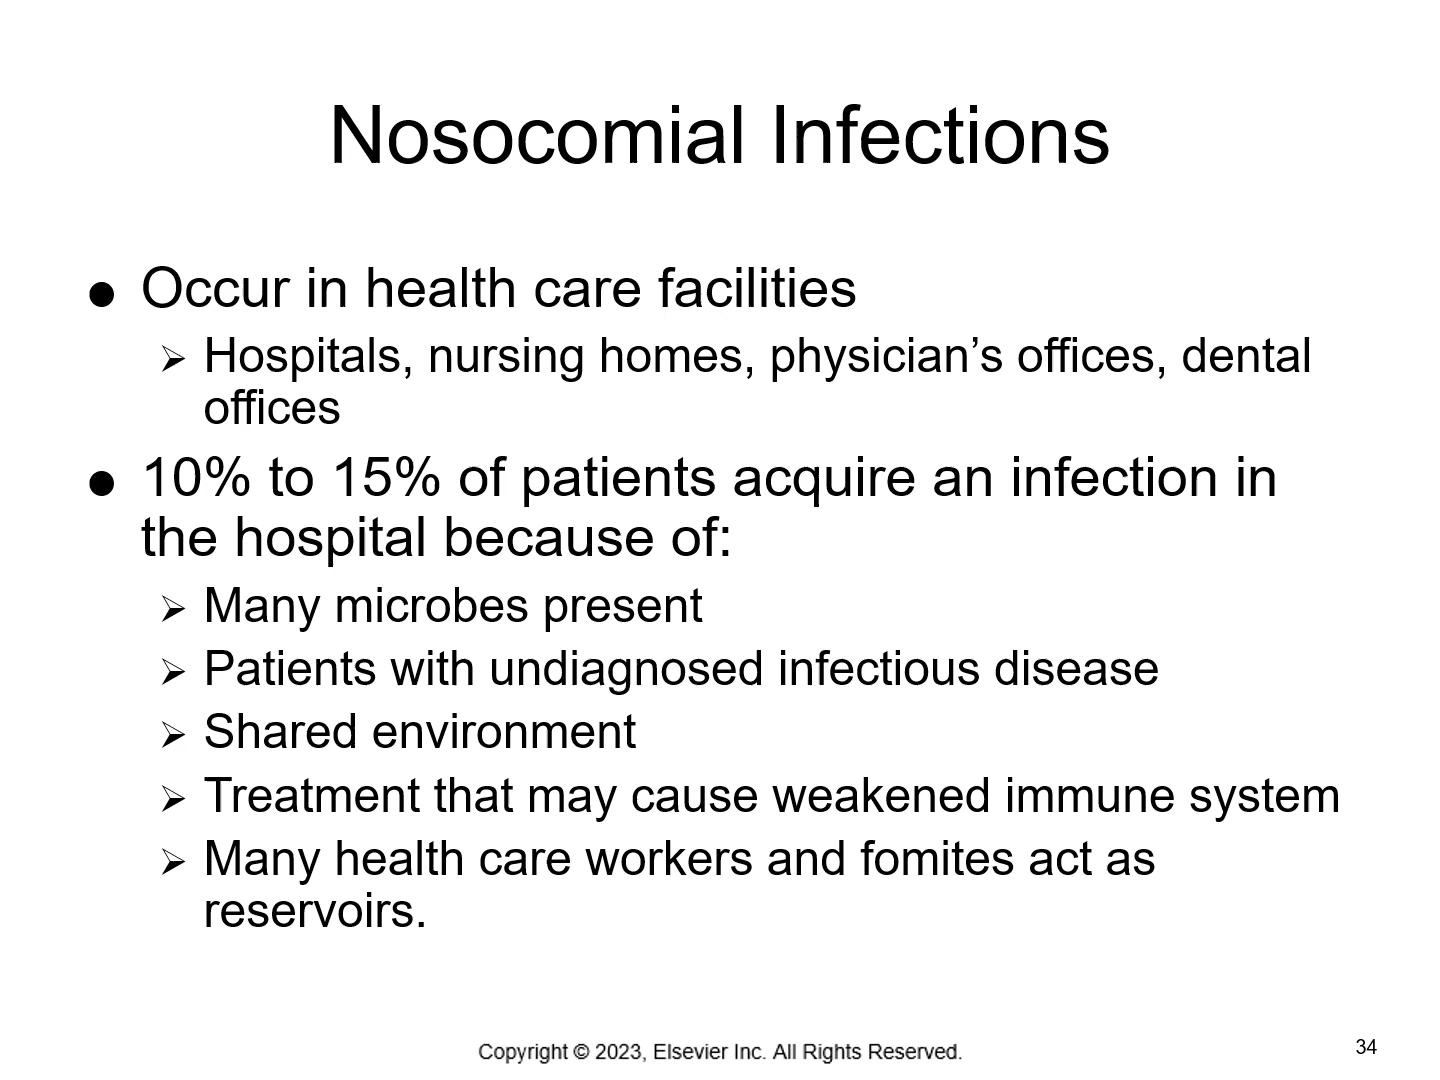 Nosocomial Infections
● Occur in health care facilities
➢ Hospitals, nursing homes, physician’s offices, dental
offices
● 10% to 15% of patients acquire an infection in
the hospital because of:
➢ Many microbes present
➢ Patients with undiagnosed infectious disease
➢ Shared environment
➢ Treatment that may cause weakened immune system
➢ Many health care workers and fomites act as
reservoirs.
Copyright © 2023, Elsevier Inc. All Rights Reserved.
34